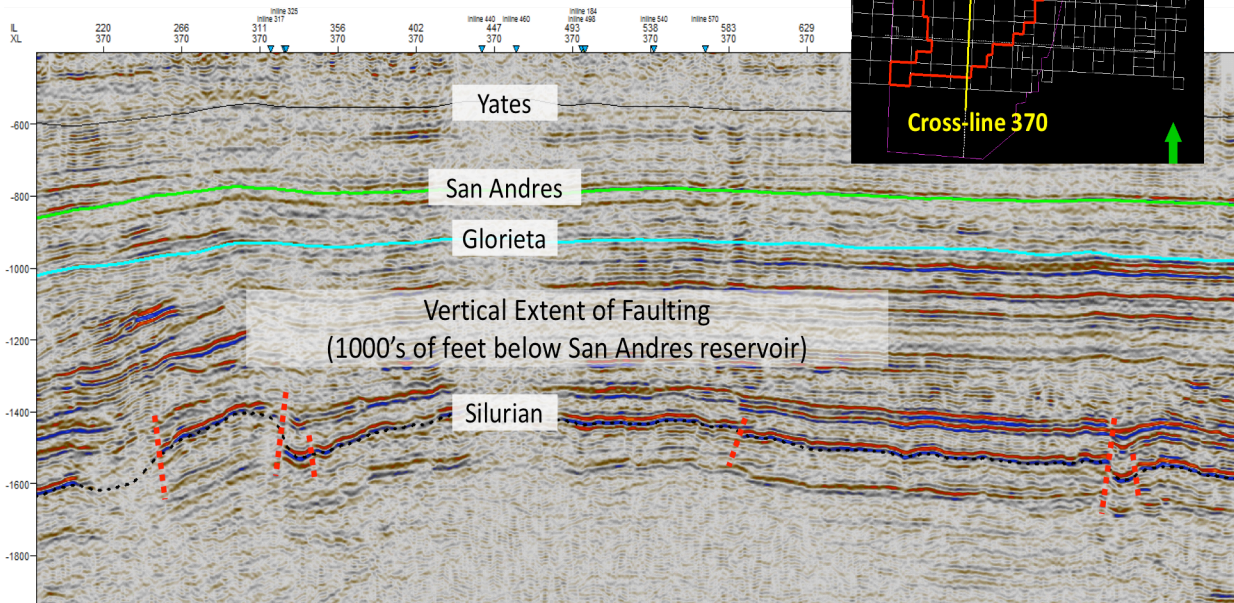 Inline 325
Inline 184
Inline 317
Inline 440
Inline 460
Inline 498
Inline 540
Inline 570
IL 220 266 311 356 402 447 493 538 583 629
XL 370 370 370 370 370 370 370 370 370 370
Cross-line 370
Yates
-600
San Andres
-800
Glorieta
-1000
Vertical Extent of Faulting
(1000's of feet below San Andres reservoir)
-1200
Silurian
-1400
-1600
-1800